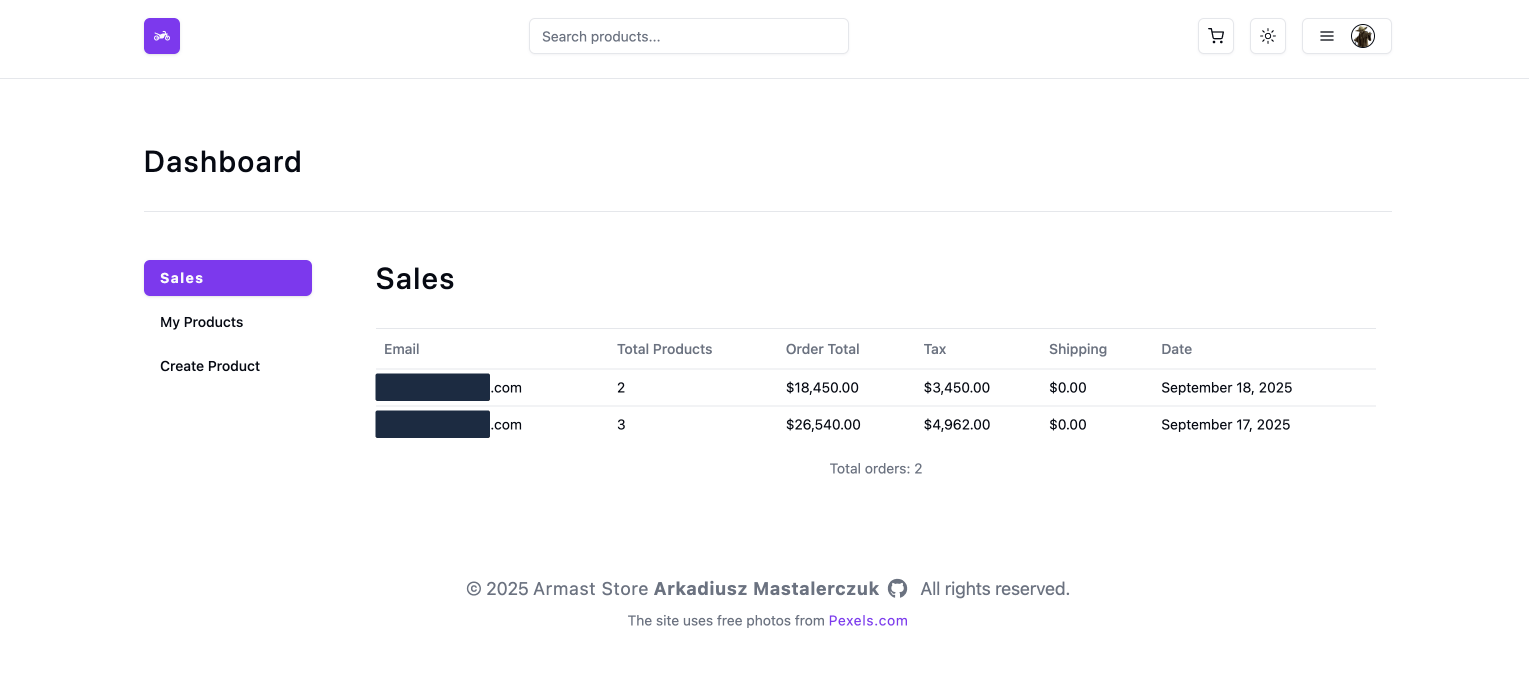 Search products...
Dashboard
Sales
My Products
Create Product
Sales
Email Total Products Order Total Tax Shipping Date
.com 2 $18,450.00 $3,450.00 $0.00 September 18, 2025
.com 3 $26,540.00 $4,962.00 $0.00 September 17, 2025
Total orders: 2
© 2025 Armast Store Arkadiusz Mastalerczuk All rights reserved.
The site uses free photos from Pexels.com